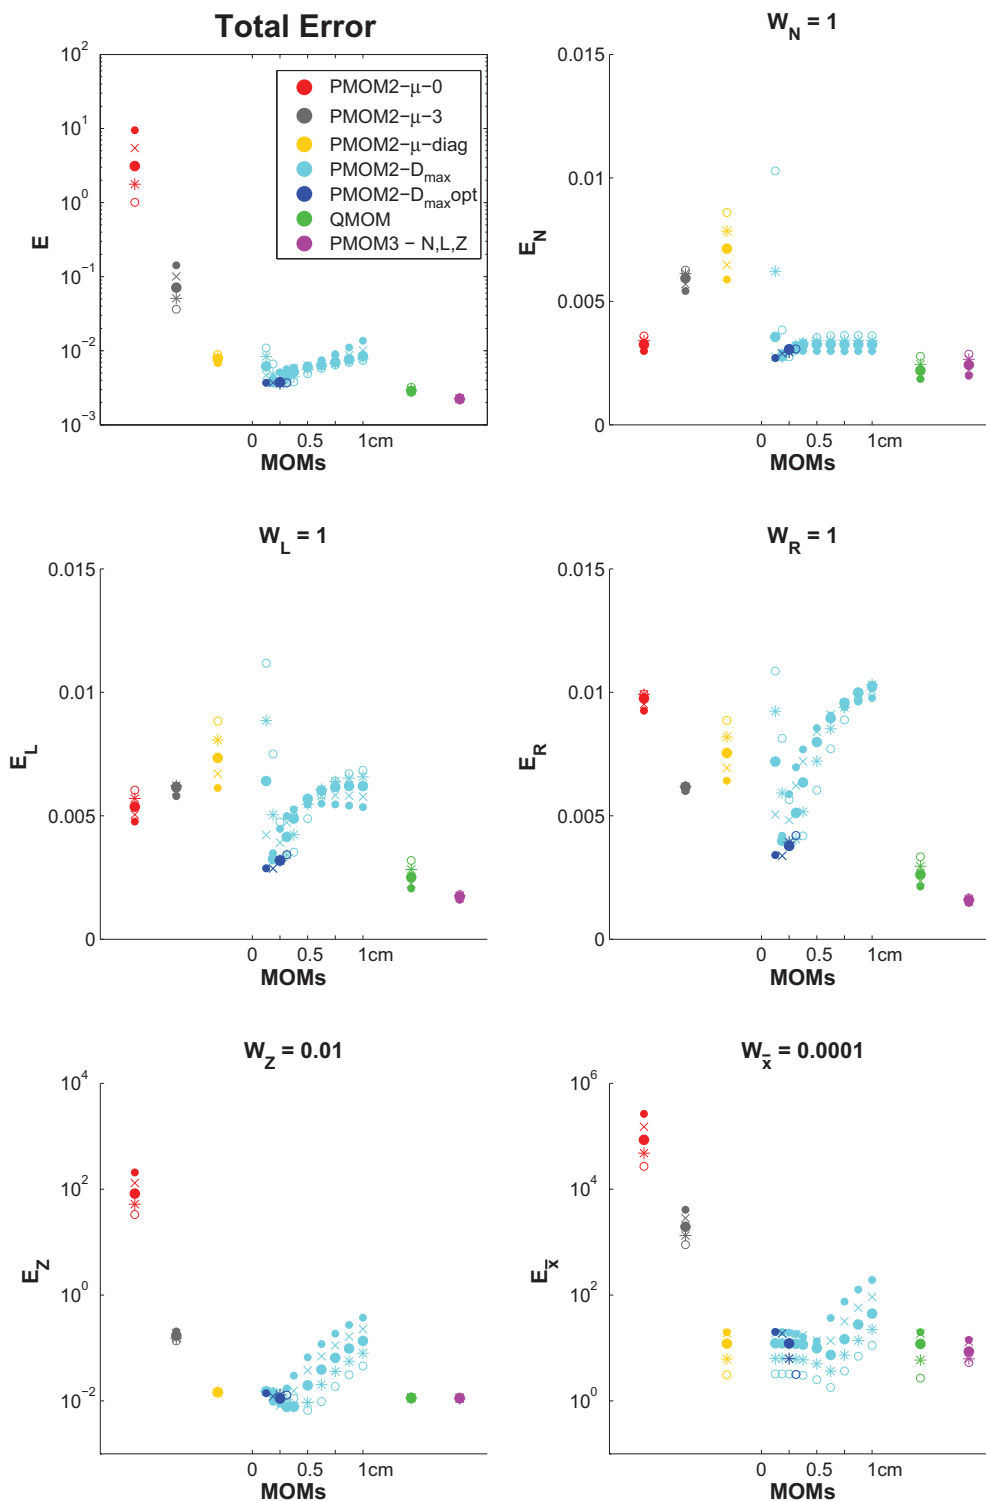 Total Error
10^2
10^1
10^0
10^−1
10^−2
10^−3
E
PMOM2−μ−0
PMOM2−μ−3
PMOM2−μ−diag
PMOM2−D_max
PMOM2−D_max opt
QMOM
PMOM3 − N,L,Z
0 0.5 1cm
MOMs
W_N = 1
0.015
0.01
0.005
0
E_N
0 0.5 1cm
MOMs
W_L = 1
0.015
0.01
0.005
0
E_L
0 0.5 1cm
MOMs
W_R = 1
0.015
0.01
0.005
0
E_R
0 0.5 1cm
MOMs
W_Z = 0.01
10^4
10^2
10^0
10^−2
E_Z
0 0.5 1cm
MOMs
W_x̄ = 0.0001
10^6
10^4
10^2
10^0
E_x̄
0 0.5 1cm
MOMs